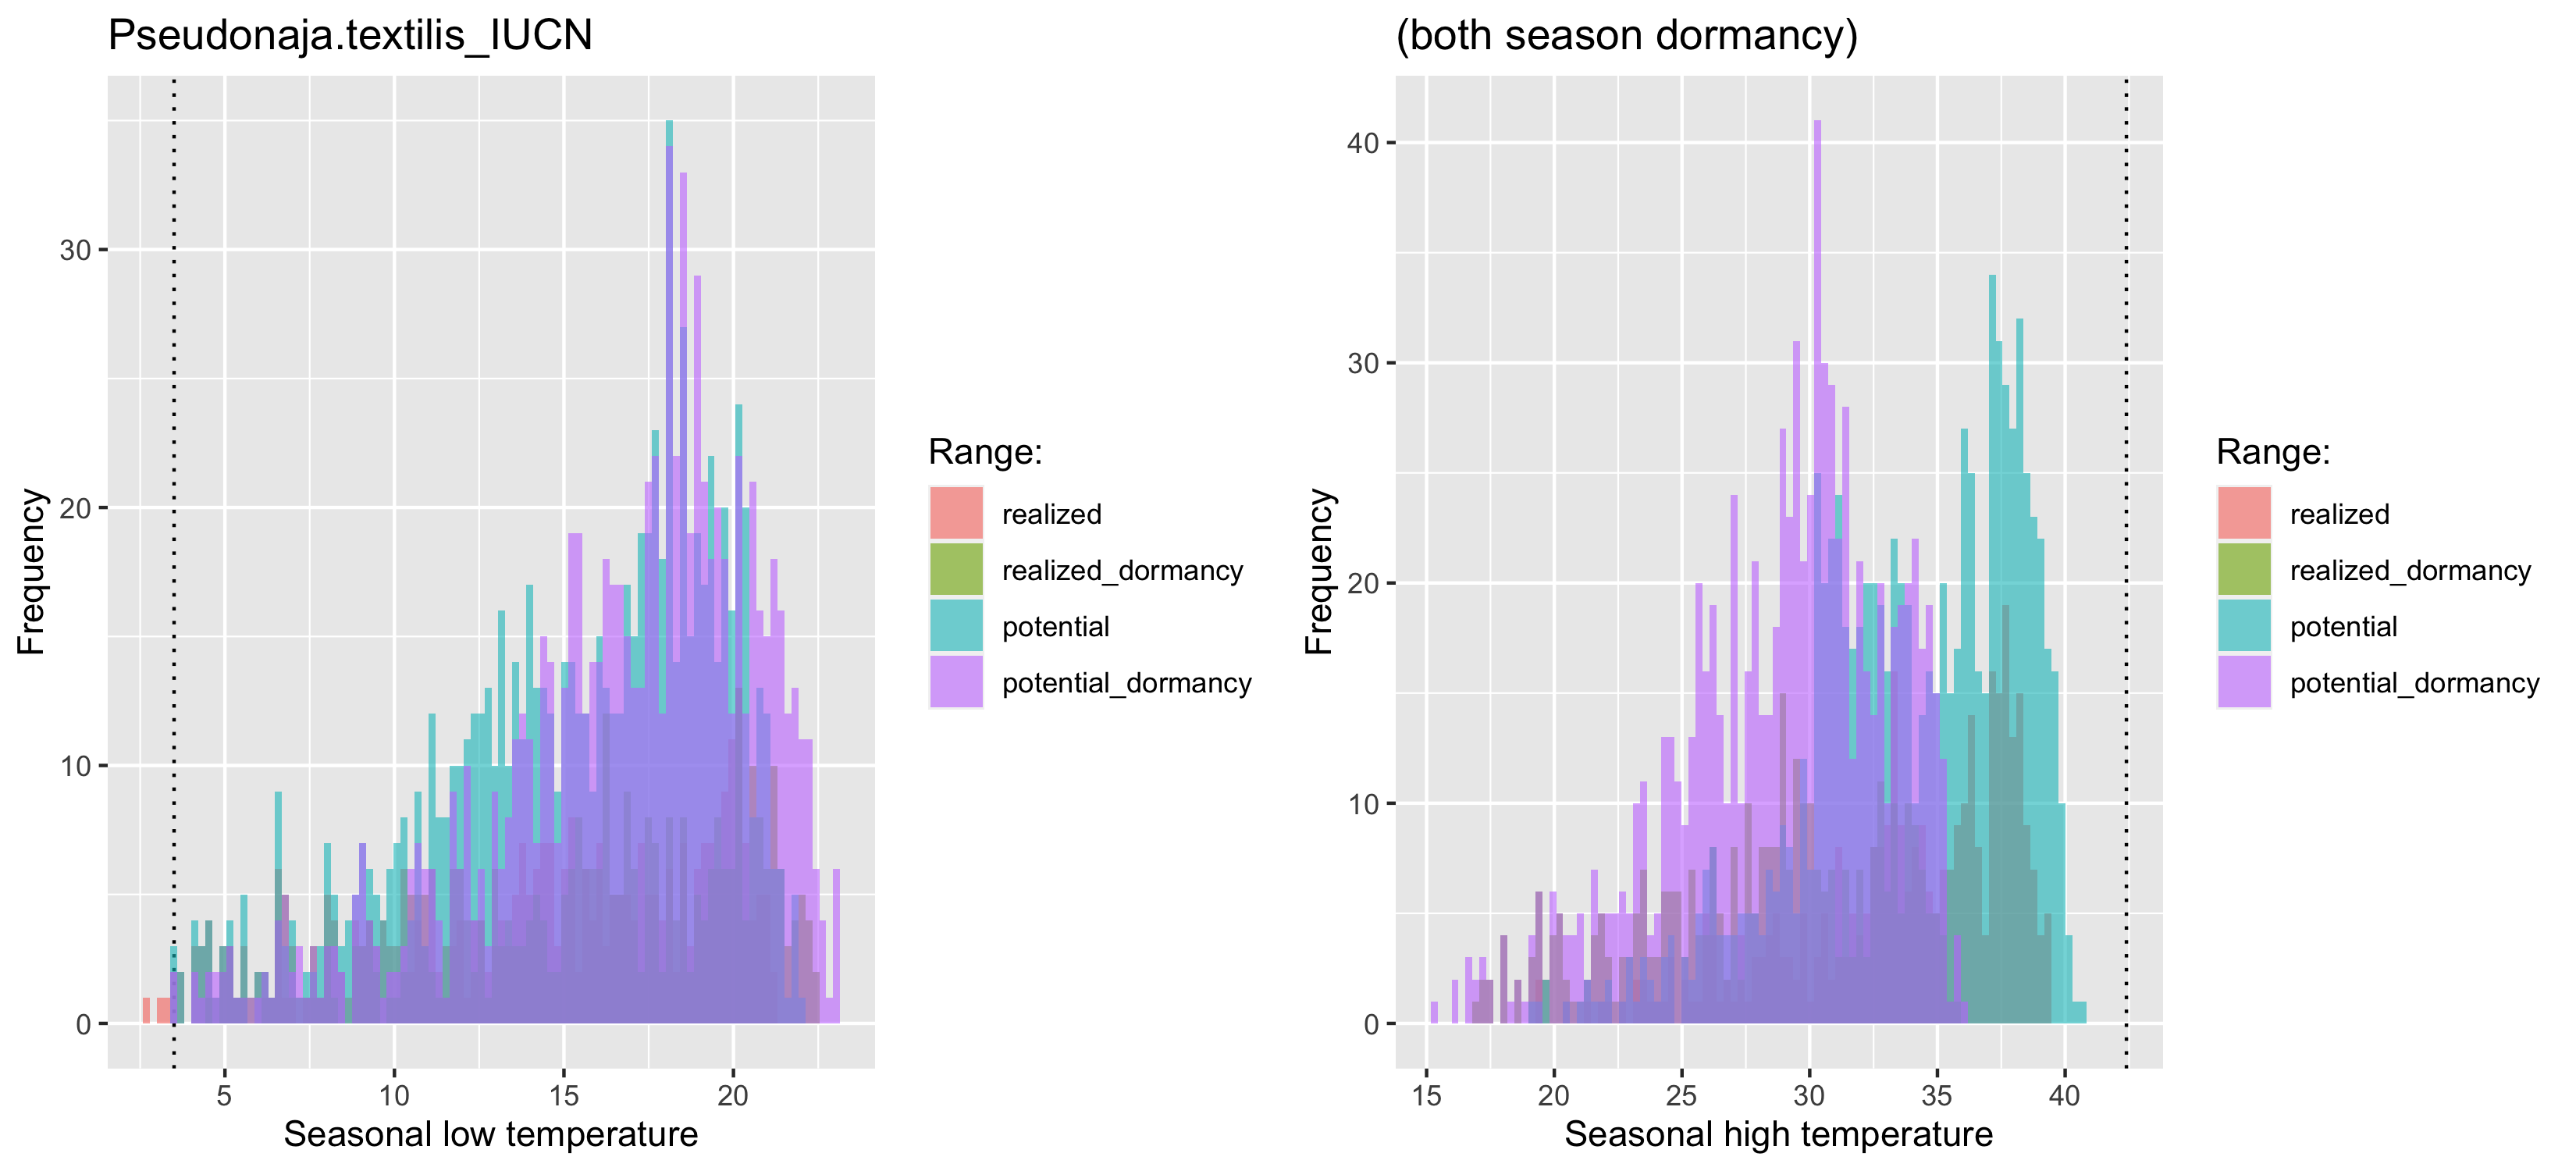 Pseudonaja.textilis_IUCN
Frequency
30
20
10
0
5 10 15 20
Seasonal low temperature
Range:
realized
realized_dormancy
potential
potential_dormancy
(both season dormancy)
Frequency
40
30
20
10
0
15 20 25 30 35 40
Seasonal high temperature
Range:
realized
realized_dormancy
potential
potential_dormancy